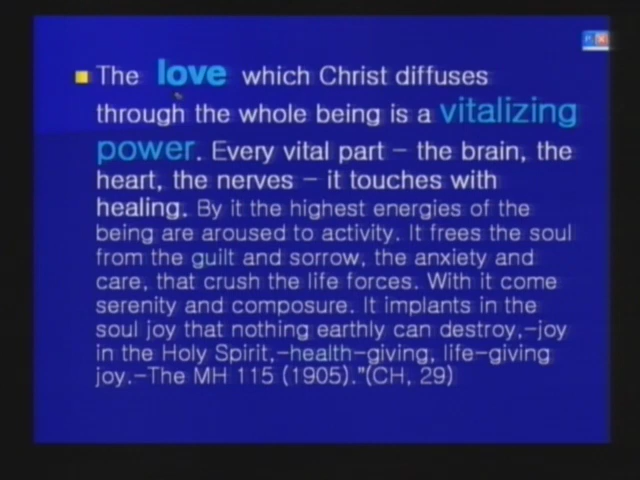 The love which Christ diffuses
through the whole being is a vitalizing
power. Every vital part – the brain, the
heart, the nerves – it touches with
healing. By it the highest energies of the
being are aroused to activity. It frees the soul
from the guilt and sorrow, the anxiety and
care, that crush the life forces. With it come
serenity and composure. It implants in the
soul joy that nothing earthly can destroy,–joy
in the Holy Spirit,–health–giving, life–giving
joy.–The MH 115 (1905)."(CH, 29)